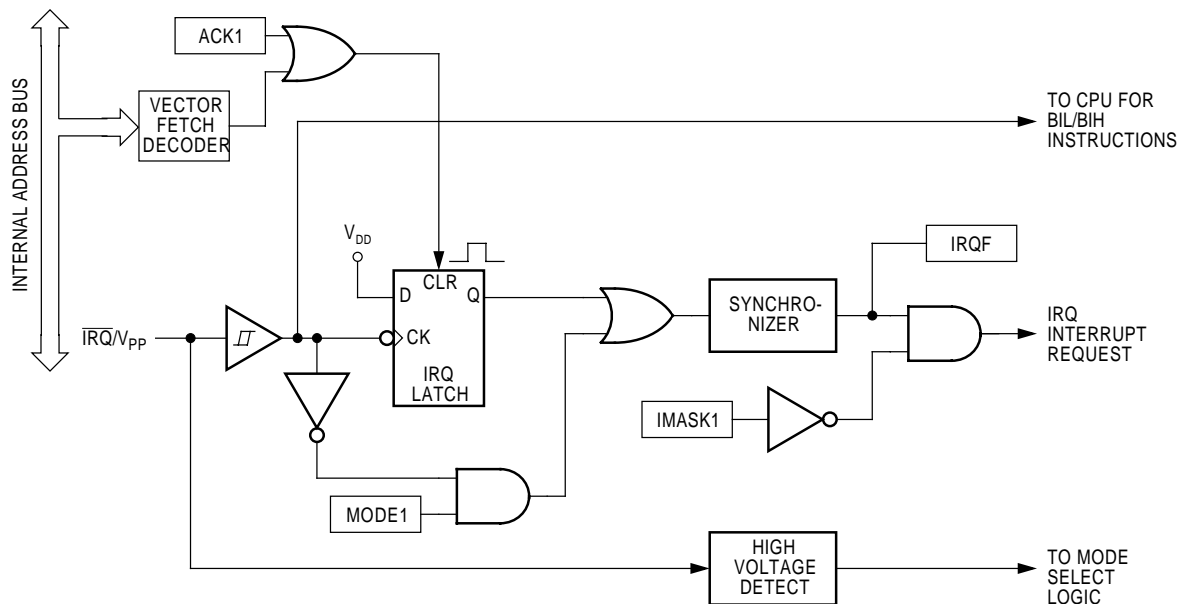 INTERNAL ADDRESS BUS
ACK1
VECTOR
FETCH
DECODER
TO CPU FOR
BIL/BIH
INSTRUCTIONS
V_DD
CLR
D
Q
CK
IRQ
LATCH
SYNCHRO-
NIZER
IRQF
I̅R̅Q̅/V_PP
IRQ
INTERRUPT
REQUEST
IMASK1
MODE1
HIGH
VOLTAGE
DETECT
TO MODE
SELECT
LOGIC